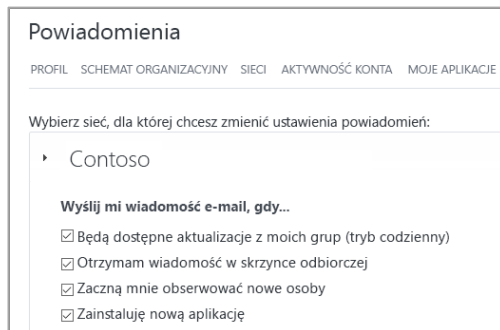 Powiadomienia
PROFIL SCHEMAT ORGANIZACYJNY SIECI AKTYWNOŚĆ KONTA MOJE APLIKACJE
Wybierz sieć, dla której chcesz zmienić ustawienia powiadomień:
Contoso
Wyślij mi wiadomość e-mail, gdy...
Będą dostępne aktualizacje z moich grup (tryb codzienny)
Otrzymam wiadomość w skrzynce odbiorczej
Zaczną mnie obserwować nowe osoby
Zainstaluję nową aplikację